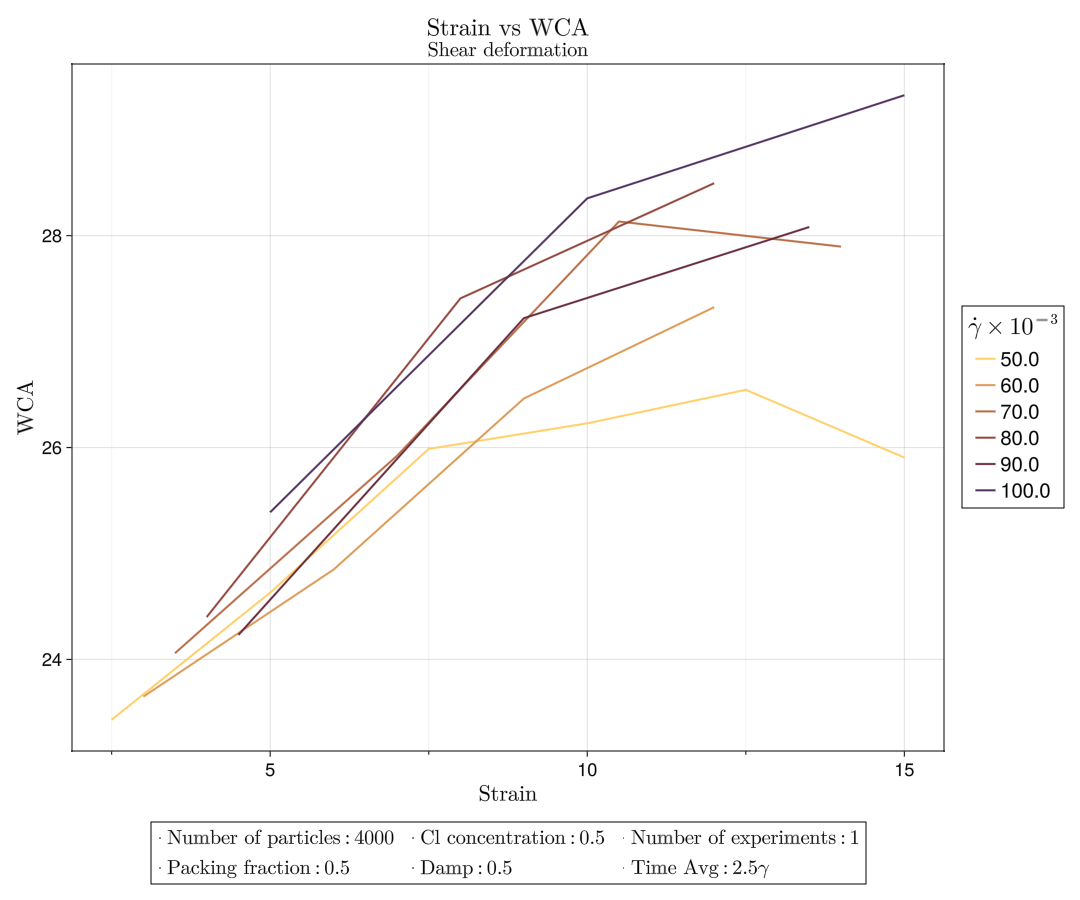 Strain vs WCA
Shear deformation
WCA
28
26
24
5 10 15
Strain
γ̇ × 10⁻³
50.0
60.0
70.0
80.0
90.0
100.0
· Number of particles : 4000 · Cl concentration : 0.5 · Number of experiments : 1
· Packing fraction : 0.5 · Damp : 0.5 · Time Avg : 2.5γ